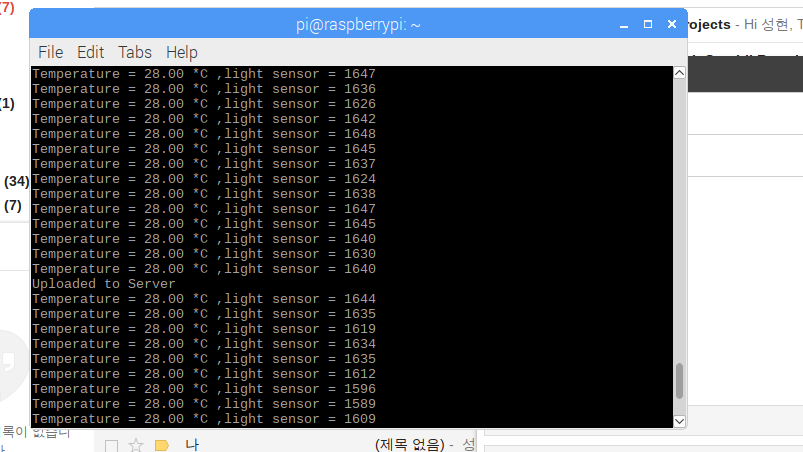 (7)
pi@raspberrypi: ~
rojects - Hi 성현, T
File Edit Tabs Help
Temperature = 28.00 *C ,light sensor = 1647
Temperature = 28.00 *C ,light sensor = 1636
Temperature = 28.00 *C ,light sensor = 1626
(1)
Temperature = 28.00 *C ,light sensor = 1642
Temperature = 28.00 *C ,light sensor = 1648
Temperature = 28.00 *C ,light sensor = 1645
Temperature = 28.00 *C ,light sensor = 1637
Temperature = 28.00 *C ,light sensor = 1624
(34)
Temperature = 28.00 *C ,light sensor = 1638
(7)
Temperature = 28.00 *C ,light sensor = 1647
Temperature = 28.00 *C ,light sensor = 1645
Temperature = 28.00 *C ,light sensor = 1640
Temperature = 28.00 *C ,light sensor = 1630
Temperature = 28.00 *C ,light sensor = 1640
Uploaded to Server
Temperature = 28.00 *C ,light sensor = 1644
Temperature = 28.00 *C ,light sensor = 1635
Temperature = 28.00 *C ,light sensor = 1619
Temperature = 28.00 *C ,light sensor = 1634
Temperature = 28.00 *C ,light sensor = 1635
Temperature = 28.00 *C ,light sensor = 1612
Temperature = 28.00 *C ,light sensor = 1596
Temperature = 28.00 *C ,light sensor = 1589
Temperature = 28.00 *C ,light sensor = 1609
록이 없습니
나 (제목 없음) - 성